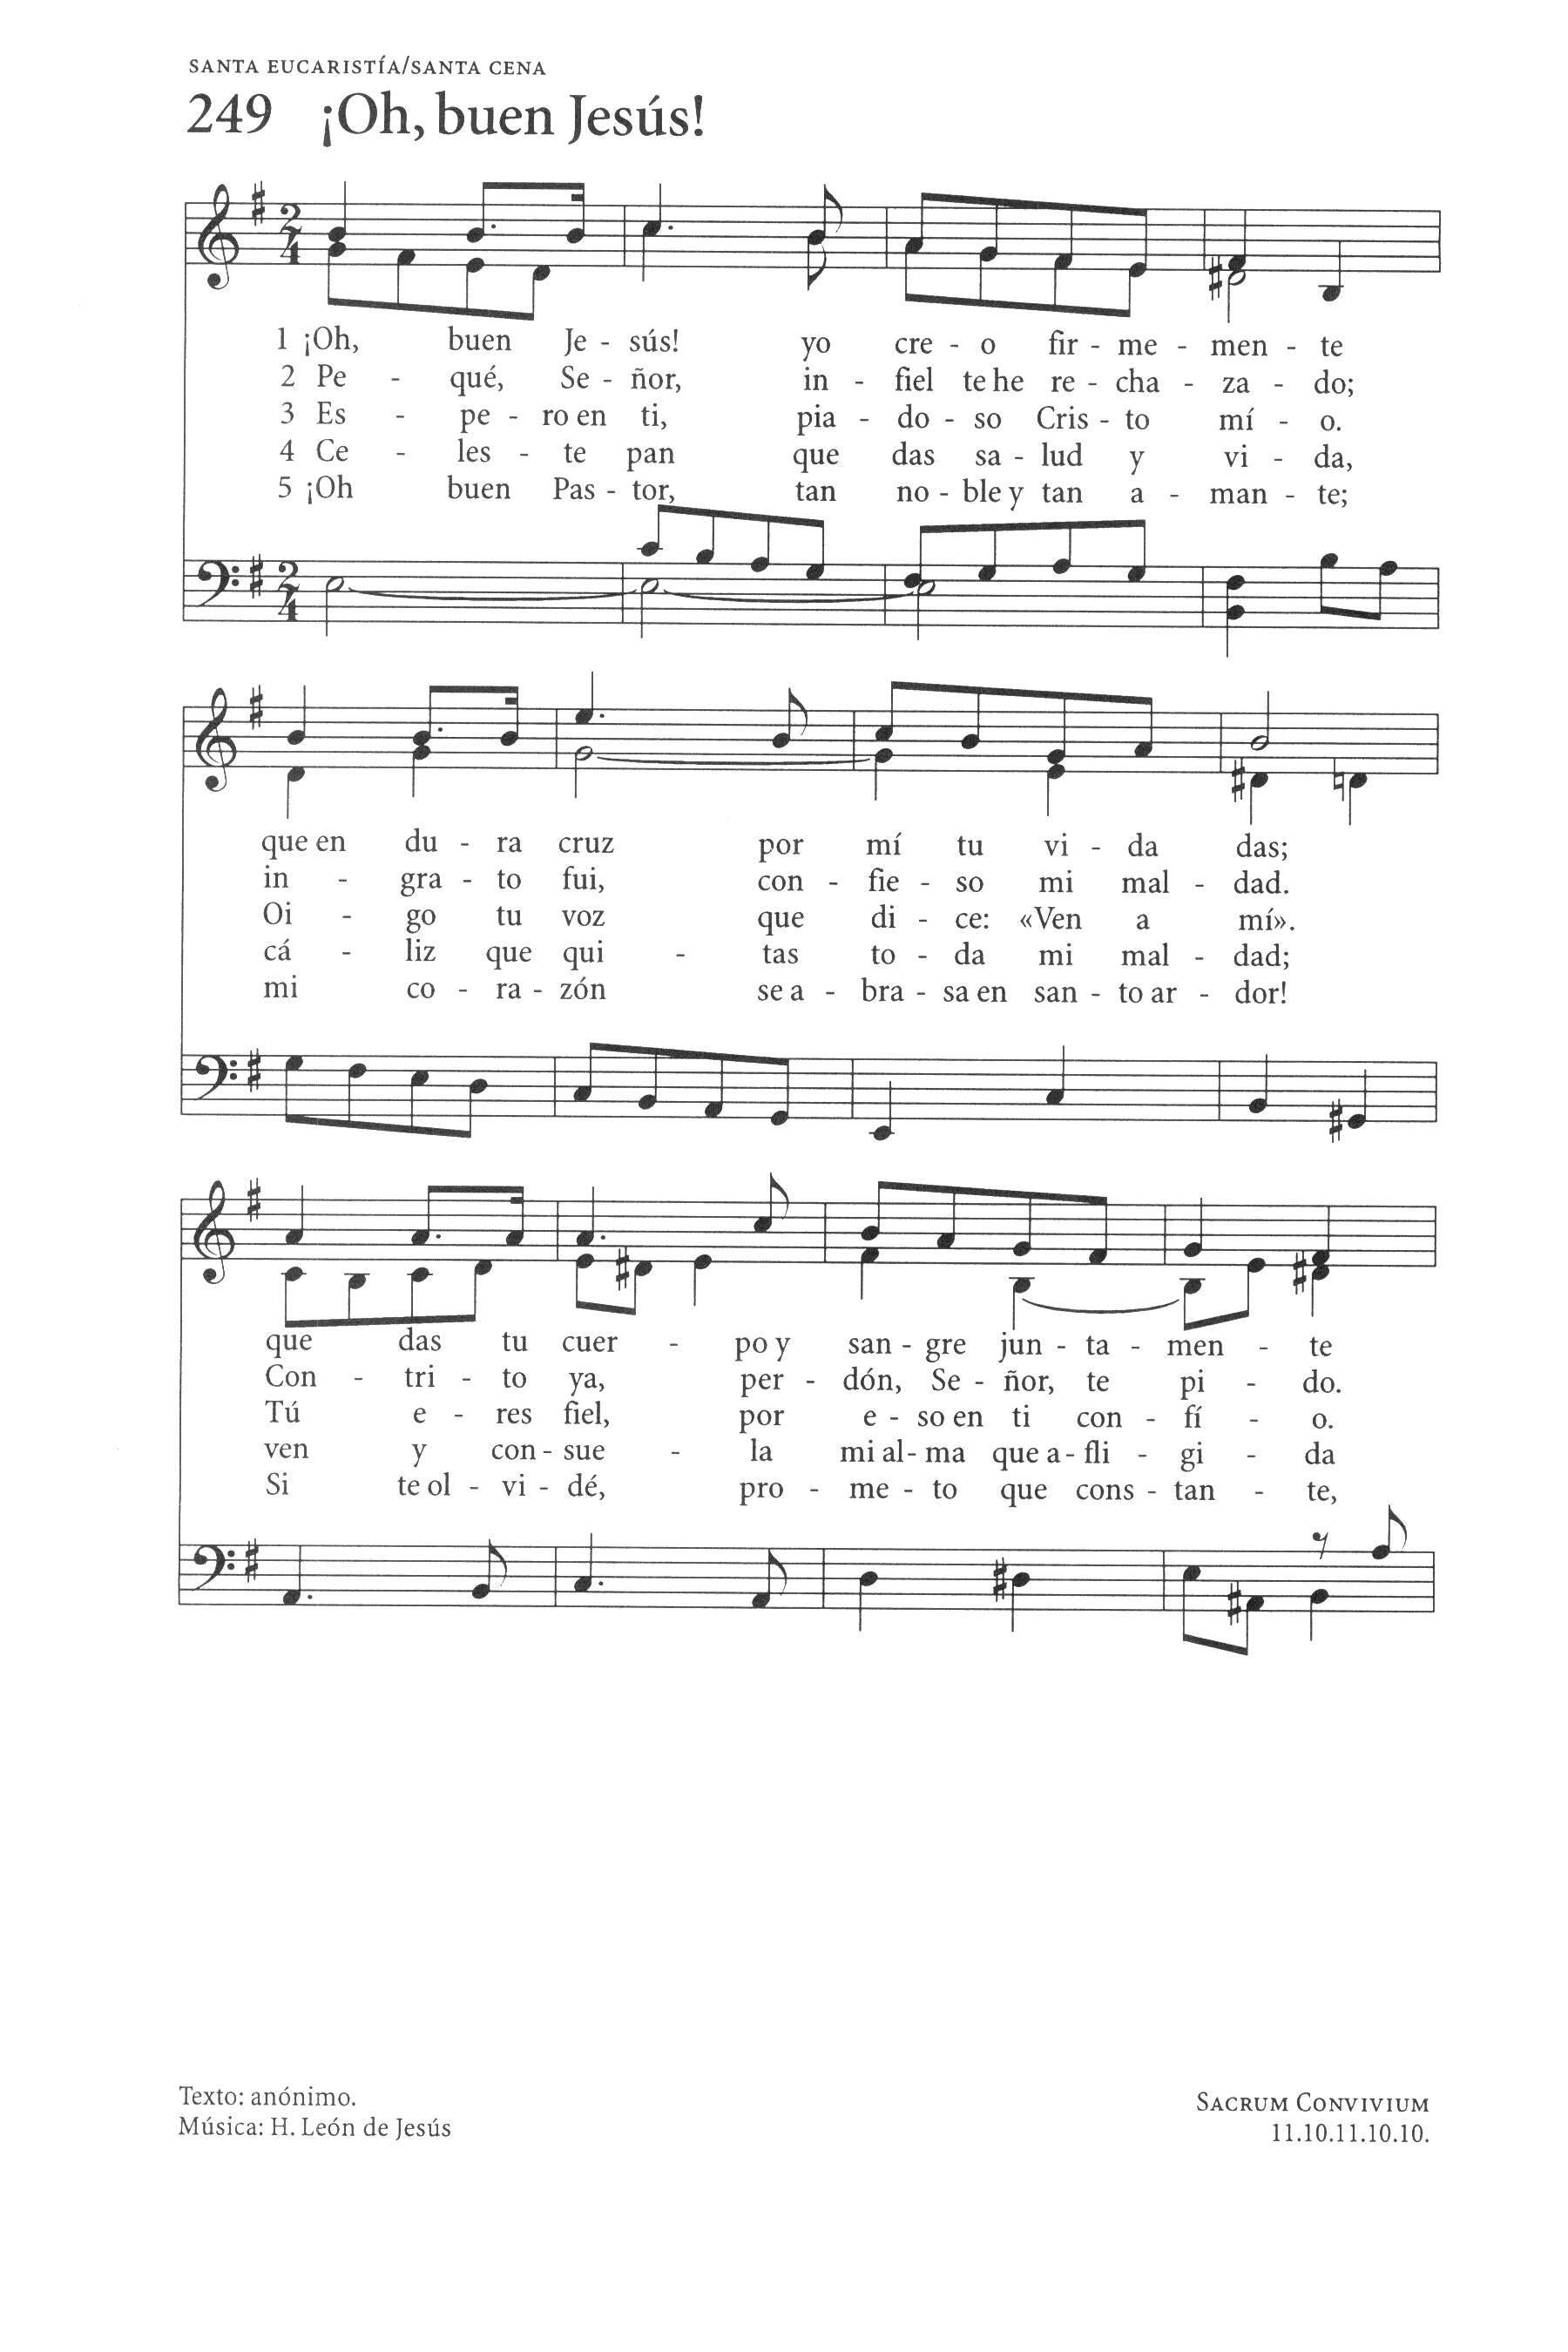 SANTA EUCARISTÍA/SANTA CENA
249 ¡Oh, buen Jesús!
1 ¡Oh, buen Je - sús! yo cre - o fir - me - men - te
2 Pe - qué, Se - ñor, in - fiel te he re - cha - za - do;
3 Es - pe - ro en ti, pia - do - so Cris - to mí - o.
4 Ce - les - te pan que das sa - lud y vi - da,
5 ¡Oh buen Pas - tor, tan no - ble y tan a - man - te;
que en du - ra cruz por mí tu vi - da das;
in - gra - to fui, con - fie - so mi mal - dad.
Oi - go tu voz que di - ce: «Ven a mí».
cá - liz que qui - tas to - da mi mal - dad;
mi co - ra - zón se a - bra - sa en san - to ar - dor!
que das tu cuer - po y san - gre jun - ta - men - te
Con - tri - to ya, per - dón, Se - ñor, te pi - do.
Tú e - res fiel, por e - so en ti con - fí - o.
ven y con - sue - la mi al - ma que a - fli - gi - da
Si te ol - vi - dé, pro - me - to que cons - tan - te,
Texto: anónimo.
Música: H. León de Jesús
SACRUM CONVIVIUM
11.10.11.10.10.